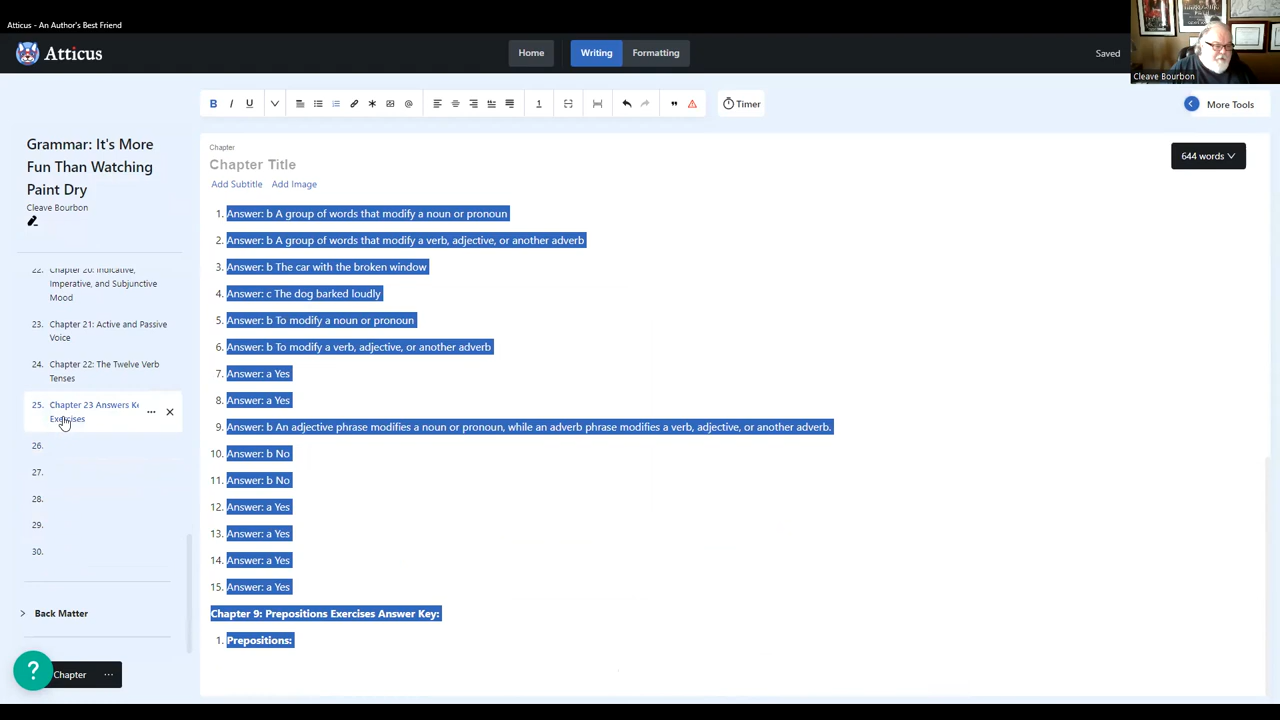 Atticus - An Author's Best Friend
Atticus
Home
Writing
Formatting
Saved
Cleave Bourbon
B I U
@
1
Timer
More Tools
Grammar: It's More
Fun Than Watching
Paint Dry
Cleave Bourbon
22. Chapter 20: Indicative,
Imperative, and Subjunctive
Mood
23. Chapter 21: Active and Passive
Voice
24. Chapter 22: The Twelve Verb
Tenses
25. Chapter 23 Answers Ke
Exercises
26.
27.
28.
29.
30.
Back Matter
?
Chapter
Chapter
Chapter Title
Add Subtitle Add Image
644 words
1. Answer: b A group of words that modify a noun or pronoun
2. Answer: b A group of words that modify a verb, adjective, or another adverb
3. Answer: b The car with the broken window
4. Answer: c The dog barked loudly
5. Answer: b To modify a noun or pronoun
6. Answer: b To modify a verb, adjective, or another adverb
7. Answer: a Yes
8. Answer: a Yes
9. Answer: b An adjective phrase modifies a noun or pronoun, while an adverb phrase modifies a verb, adjective, or another adverb.
10. Answer: b No
11. Answer: b No
12. Answer: a Yes
13. Answer: a Yes
14. Answer: a Yes
15. Answer: a Yes
Chapter 9: Prepositions Exercises Answer Key:
1. Prepositions: